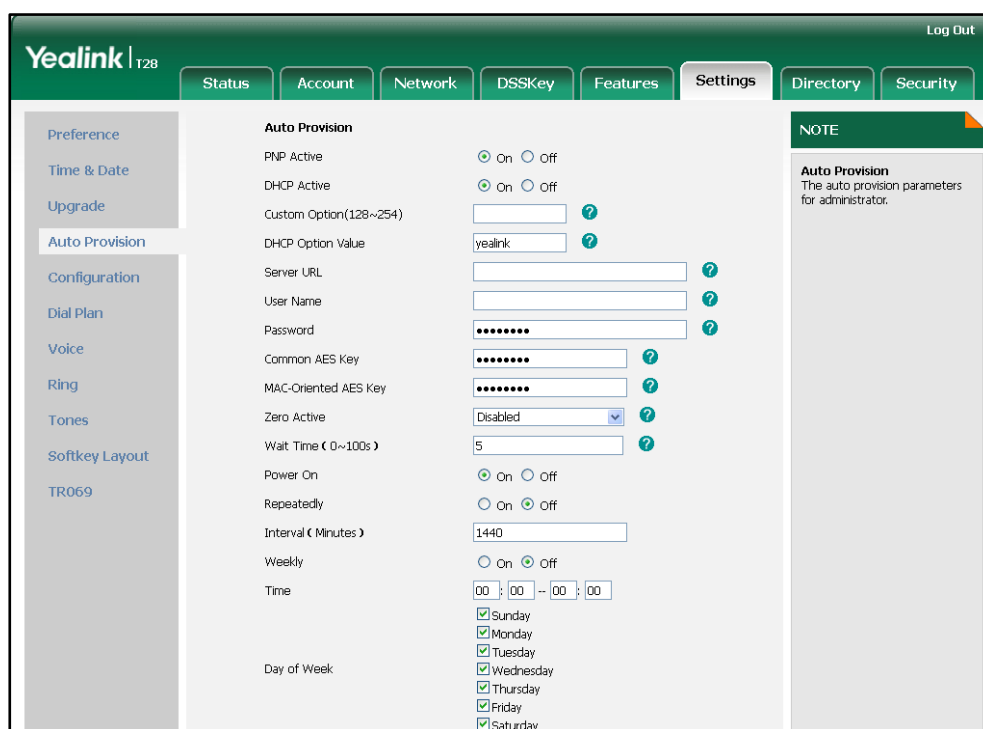 Log Out
Yealink T28
Status Account Network DSSKey Features Settings Directory Security
Preference
Time & Date
Upgrade
Auto Provision
Configuration
Dial Plan
Voice
Ring
Tones
Softkey Layout
TR069
Auto Provision
PNP Active On Off
DHCP Active On Off
Custom Option(128~254) ?
DHCP Option Value yealink ?
Server URL ?
User Name ?
Password •••••••• ?
Common AES Key •••••••• ?
MAC-Oriented AES Key •••••••• ?
Zero Active Disabled ?
Wait Time ( 0~100s ) 5 ?
Power On On Off
Repeatedly On Off
Interval ( Minutes ) 1440
Weekly On Off
Time 00 : 00 -- 00 : 00
Day of Week
Sunday
Monday
Tuesday
Wednesday
Thursday
Friday
Saturday
NOTE
Auto Provision
The auto provision parameters
for administrator.